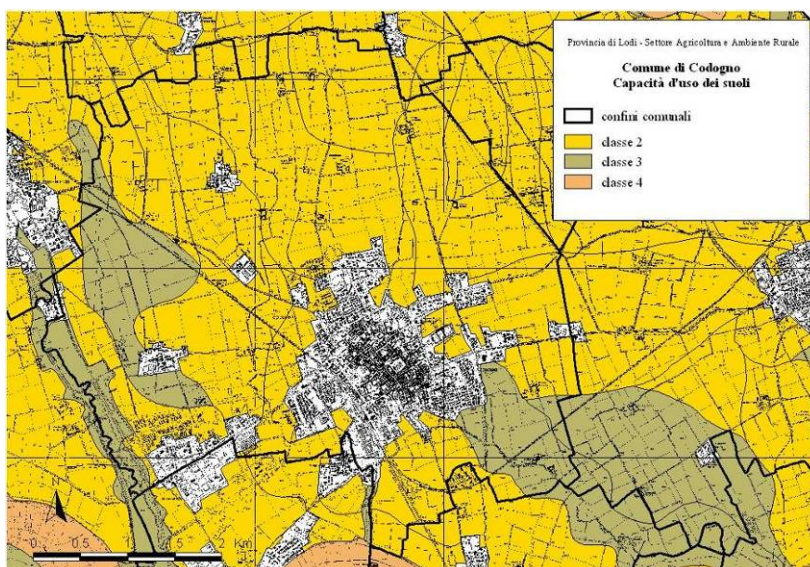 Provincia di Lodi - Settore Agricoltura e Ambiente Rurale
Comune di Codogno
Capacità d'uso dei suoli
confini comunali
classe 2
classe 3
classe 4
N
0 0.5 1 1.5 2 Km